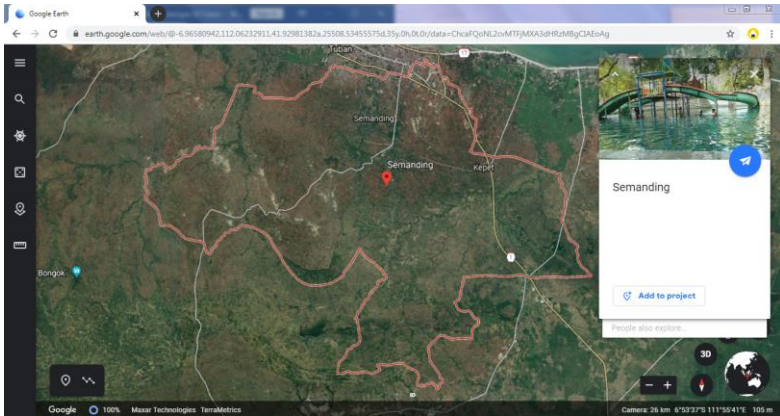 Google Earth
earth.google.com/web/@-6.96580942,112.06232911,41.92981382a,25508.53455575d,35y,0h,0t,0r/data=ChcaFQoNL2cvMTFjMXA3dHRzMBgCIAEoAg
Tuban
Semanding
Semanding
Kepet
Bongok
Semanding
Add to project
People also explore...
3D
Google 100% Maxar Technologies TerraMetrics
Camera: 26 km 6°53'37"S 111°55'41"E 105 m